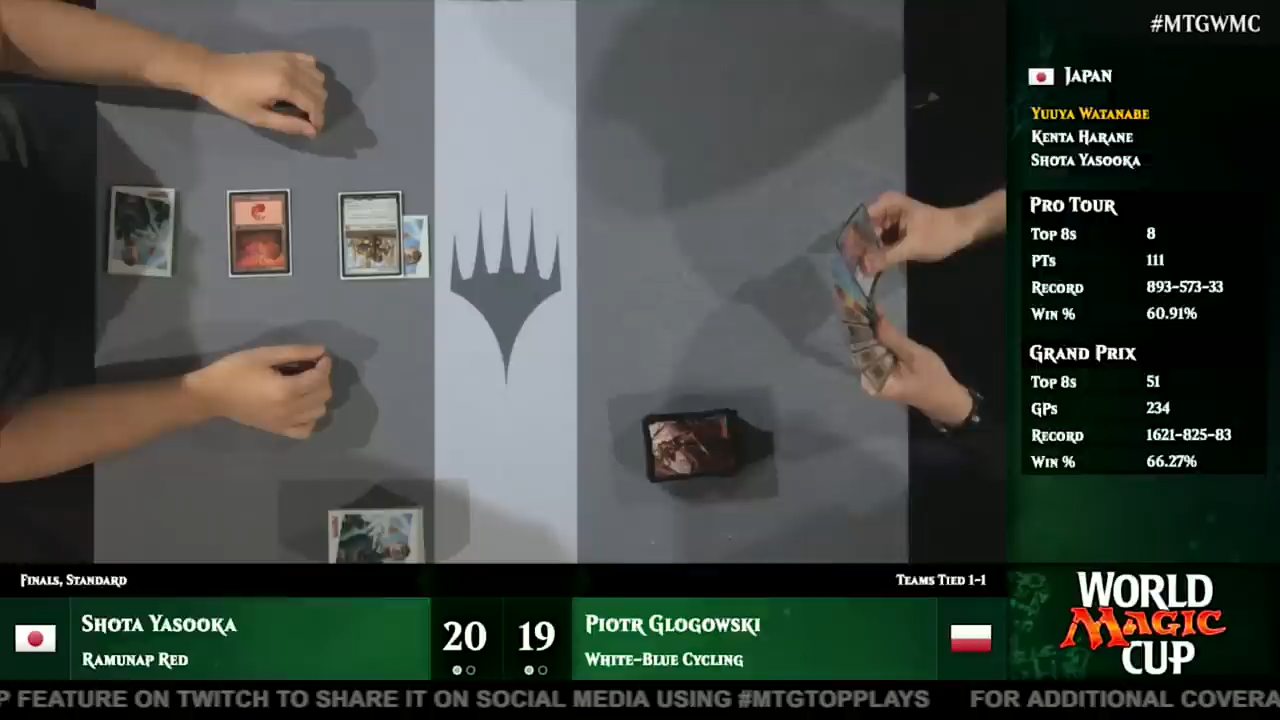 #MTGWMC
JAPAN
YUUYA WATANABE
KENTA HARANE
SHOTA YASOOKA
PRO TOUR
TOP 8S 8
PTS 111
RECORD 893-573-33
WIN % 60.91%
GRAND PRIX
TOP 8S 51
GPS 234
RECORD 1621-825-83
WIN % 66.27%
FINALS, STANDARD
TEAMS TIED 1-1
SHOTA YASOOKA
RAMUNAP RED
20
19
PIOTR GLOGOWSKI
WHITE-BLUE CYCLING
WORLD
MAGIC
CUP
P FEATURE ON TWITCH TO SHARE IT ON SOCIAL MEDIA USING #MTGTOPPLAYS FOR ADDITIONAL COVERA